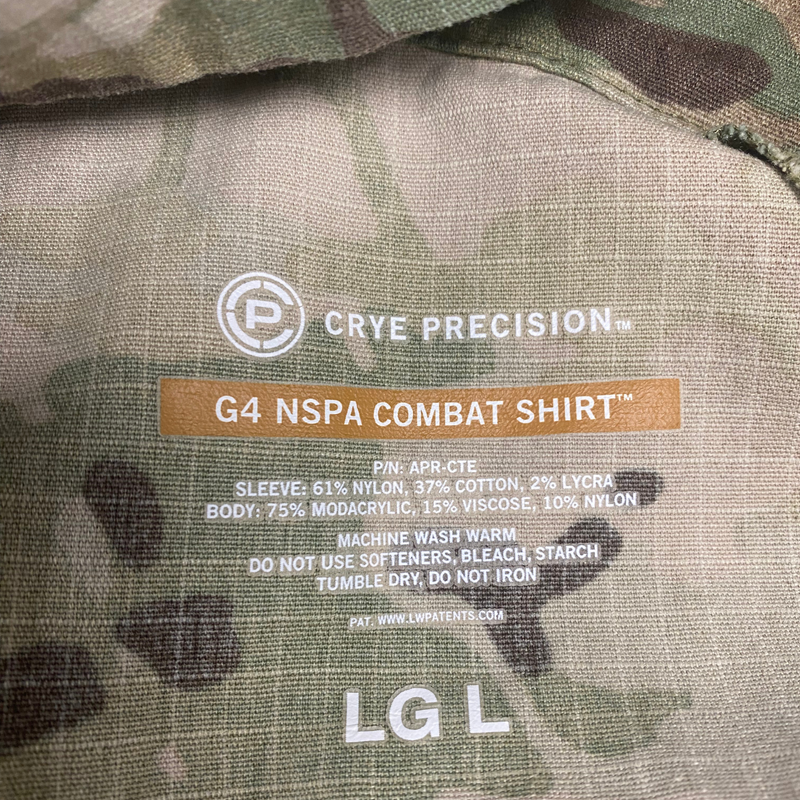 CP CRYE PRECISION™
G4 NSPA COMBAT SHIRT™
P/N: APR-CTE
SLEEVE: 61% NYLON, 37% COTTON, 2% LYCRA
BODY: 75% MODACRYLIC, 15% VISCOSE, 10% NYLON
MACHINE WASH WARM
DO NOT USE SOFTENERS, BLEACH, STARCH
TUMBLE DRY, DO NOT IRON
PAT. WWW.LWPATENTS.COM
LG L